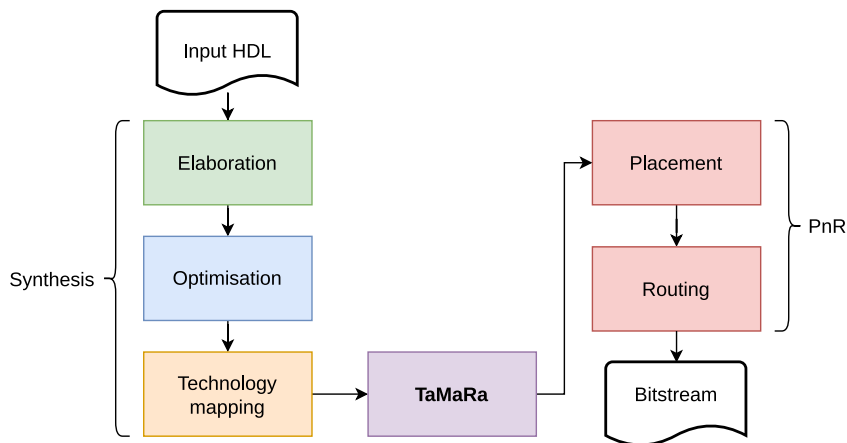 Input HDL
Elaboration
Synthesis
Optimisation
Technology
mapping
TaMaRa
Placement
PnR
Routing
Bitstream